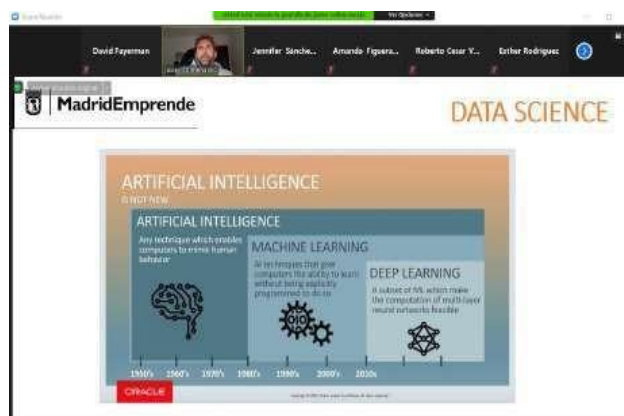 David Fayerman
Jennifer Sanche...
Amanda Figuera...
Roberto Cesar Y...
Esther Rodriguez
MadridEmprende
DATA SCIENCE
ARTIFICIAL INTELLIGENCE
IS NOT NEW
ARTIFICIAL INTELLIGENCE
Any technique which enables
computers to mimic human
behavior
MACHINE LEARNING
AI techniques that give
computers the ability to learn
without being explicitly
programmed to do so
DEEP LEARNING
A subset of ML which make
the computation of multi-layer
neural networks feasible
1950's 1960's 1970's 1980's 1990's 2000's 2010s
ORACLE